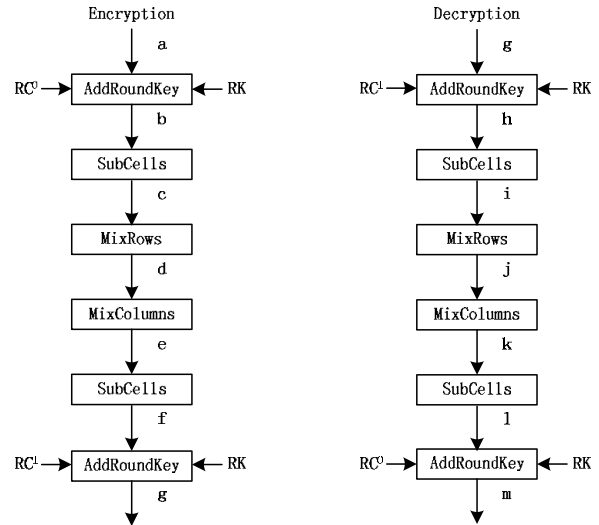 Encryption
a
RC⁰ AddRoundKey RK
b
SubCells
c
MixRows
d
MixColumns
e
SubCells
f
RC¹ AddRoundKey RK
g
Decryption
g
RC¹ AddRoundKey RK
h
SubCells
i
MixRows
j
MixColumns
k
SubCells
l
RC⁰ AddRoundKey RK
m